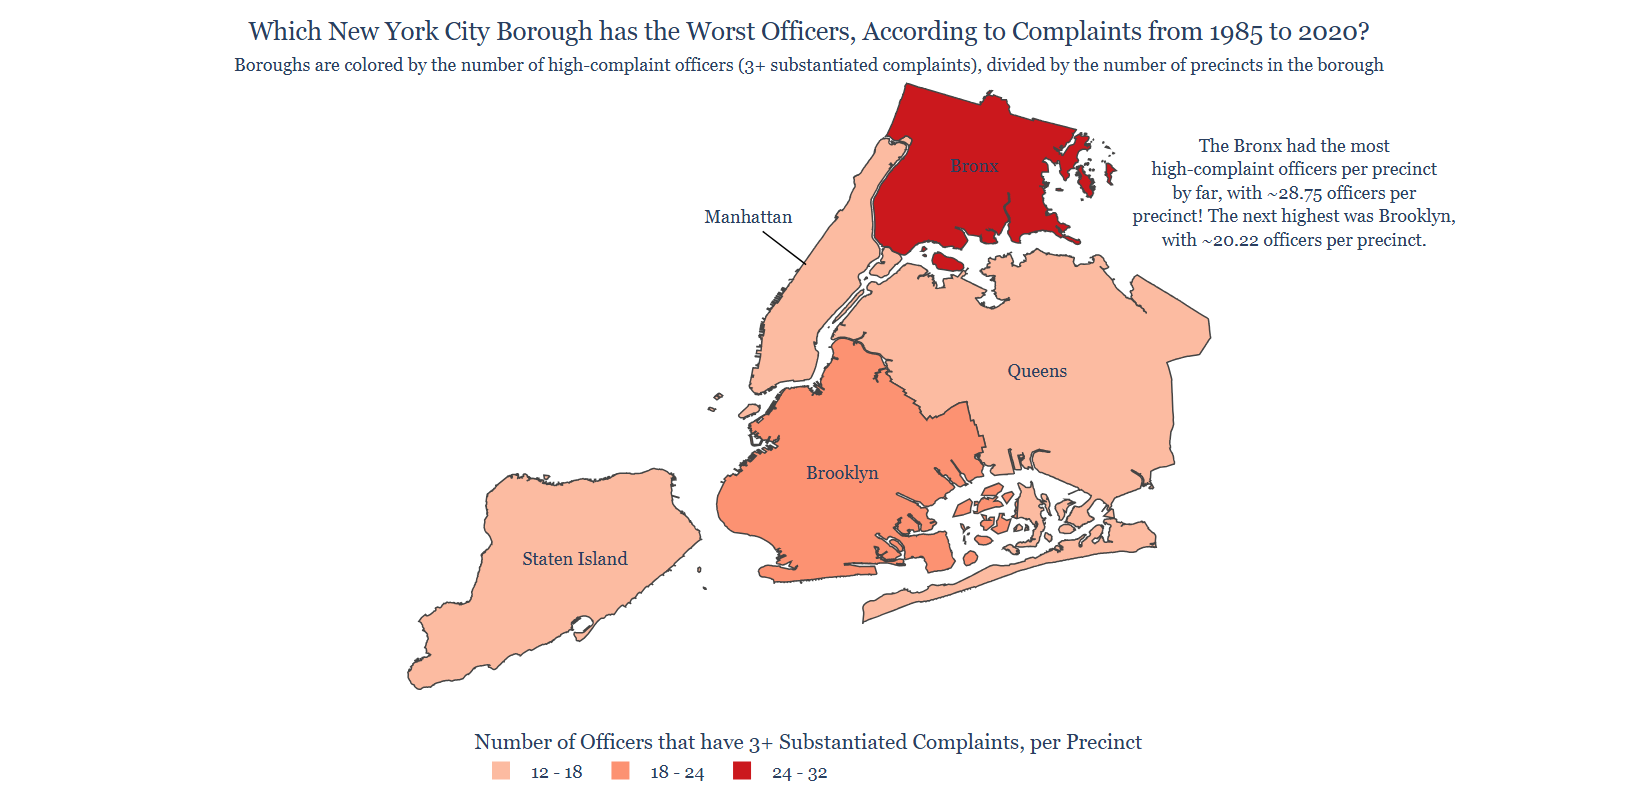 Which New York City Borough has the Worst Officers, According to Complaints from 1985 to 2020?
Boroughs are colored by the number of high-complaint officers (3+ substantiated complaints), divided by the number of precincts in the borough
The Bronx had the most
high-complaint officers per precinct
by far, with ~28.75 officers per
precinct! The next highest was Brooklyn,
with ~20.22 officers per precinct.
Bronx
Manhattan
Queens
Brooklyn
Staten Island
Number of Officers that have 3+ Substantiated Complaints, per Precinct
12 - 18
18 - 24
24 - 32